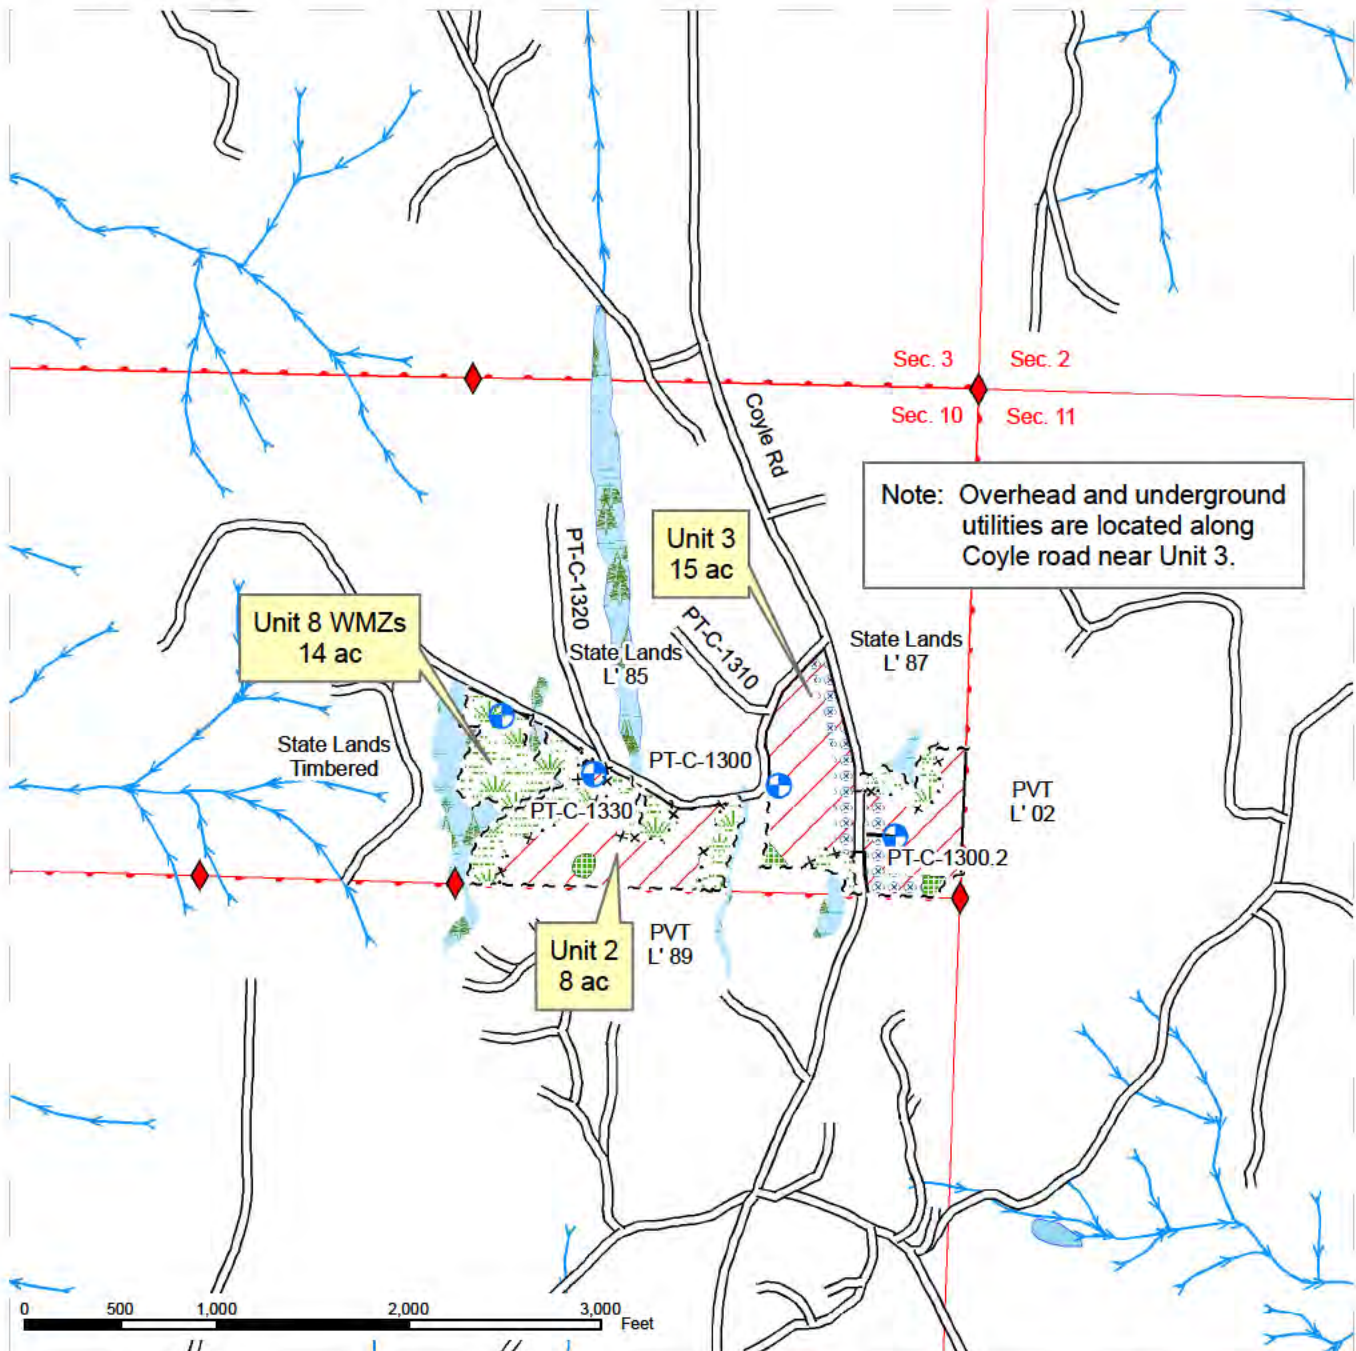 Sec. 3
Sec. 2
Sec. 10
Sec. 11
Coyle Rd
Note: Overhead and underground
utilities are located along
Coyle road near Unit 3.
PT-C-1320
Unit 3
15 ac
Unit 8 WMZs
14 ac
PT-C-1310
State Lands
L' 85
State Lands
L' 87
State Lands
Timbered
PT-C-1300
PVT
L' 02
PT-C-1330
PT-C-1300.2
Unit 2
8 ac
PVT
L' 89
0 500 1,000 2,000 3,000
Feet